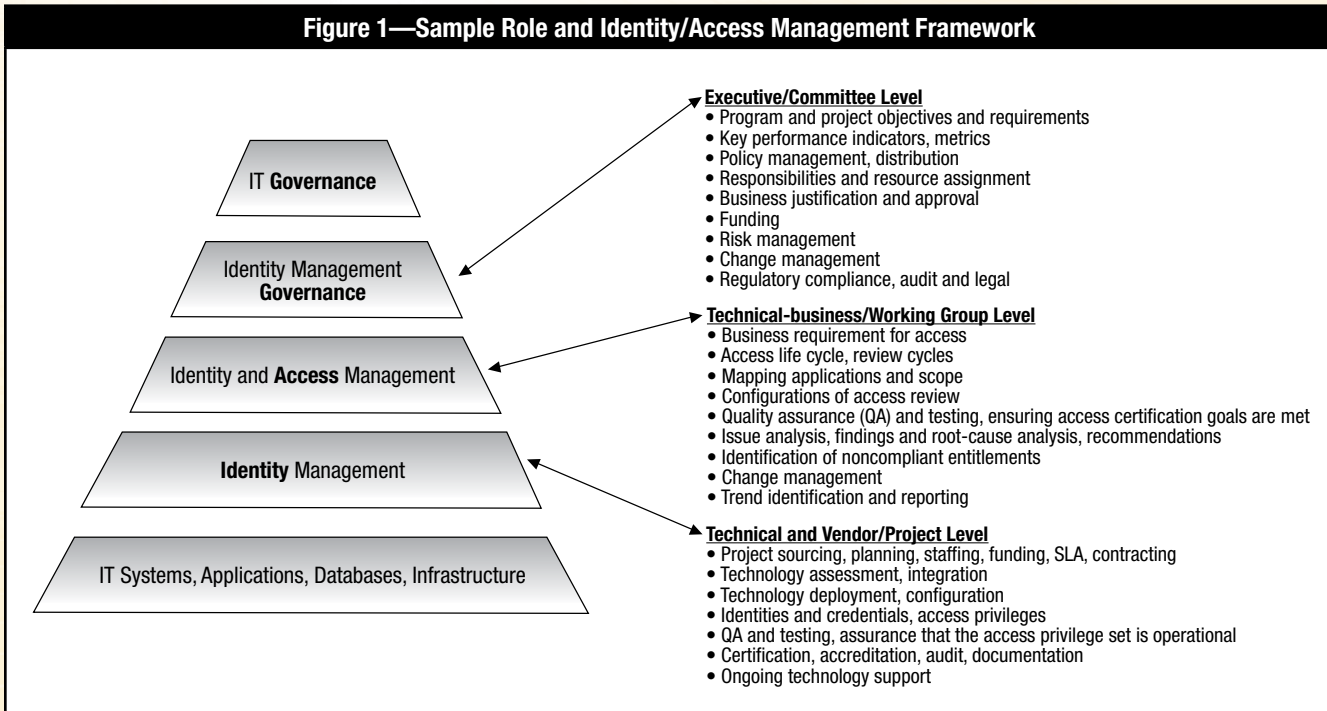 Figure 1—Sample Role and Identity/Access Management Framework
IT Governance
Identity Management
Governance
Identity and Access Management
Identity Management
IT Systems, Applications, Databases, Infrastructure
Executive/Committee Level
• Program and project objectives and requirements
• Key performance indicators, metrics
• Policy management, distribution
• Responsibilities and resource assignment
• Business justification and approval
• Funding
• Risk management
• Change management
• Regulatory compliance, audit and legal
Technical-business/Working Group Level
• Business requirement for access
• Access life cycle, review cycles
• Mapping applications and scope
• Configurations of access review
• Quality assurance (QA) and testing, ensuring access certification goals are met
• Issue analysis, findings and root-cause analysis, recommendations
• Identification of noncompliant entitlements
• Change management
• Trend identification and reporting
Technical and Vendor/Project Level
• Project sourcing, planning, staffing, funding, SLA, contracting
• Technology assessment, integration
• Technology deployment, configuration
• Identities and credentials, access privileges
• QA and testing, assurance that the access privilege set is operational
• Certification, accreditation, audit, documentation
• Ongoing technology support